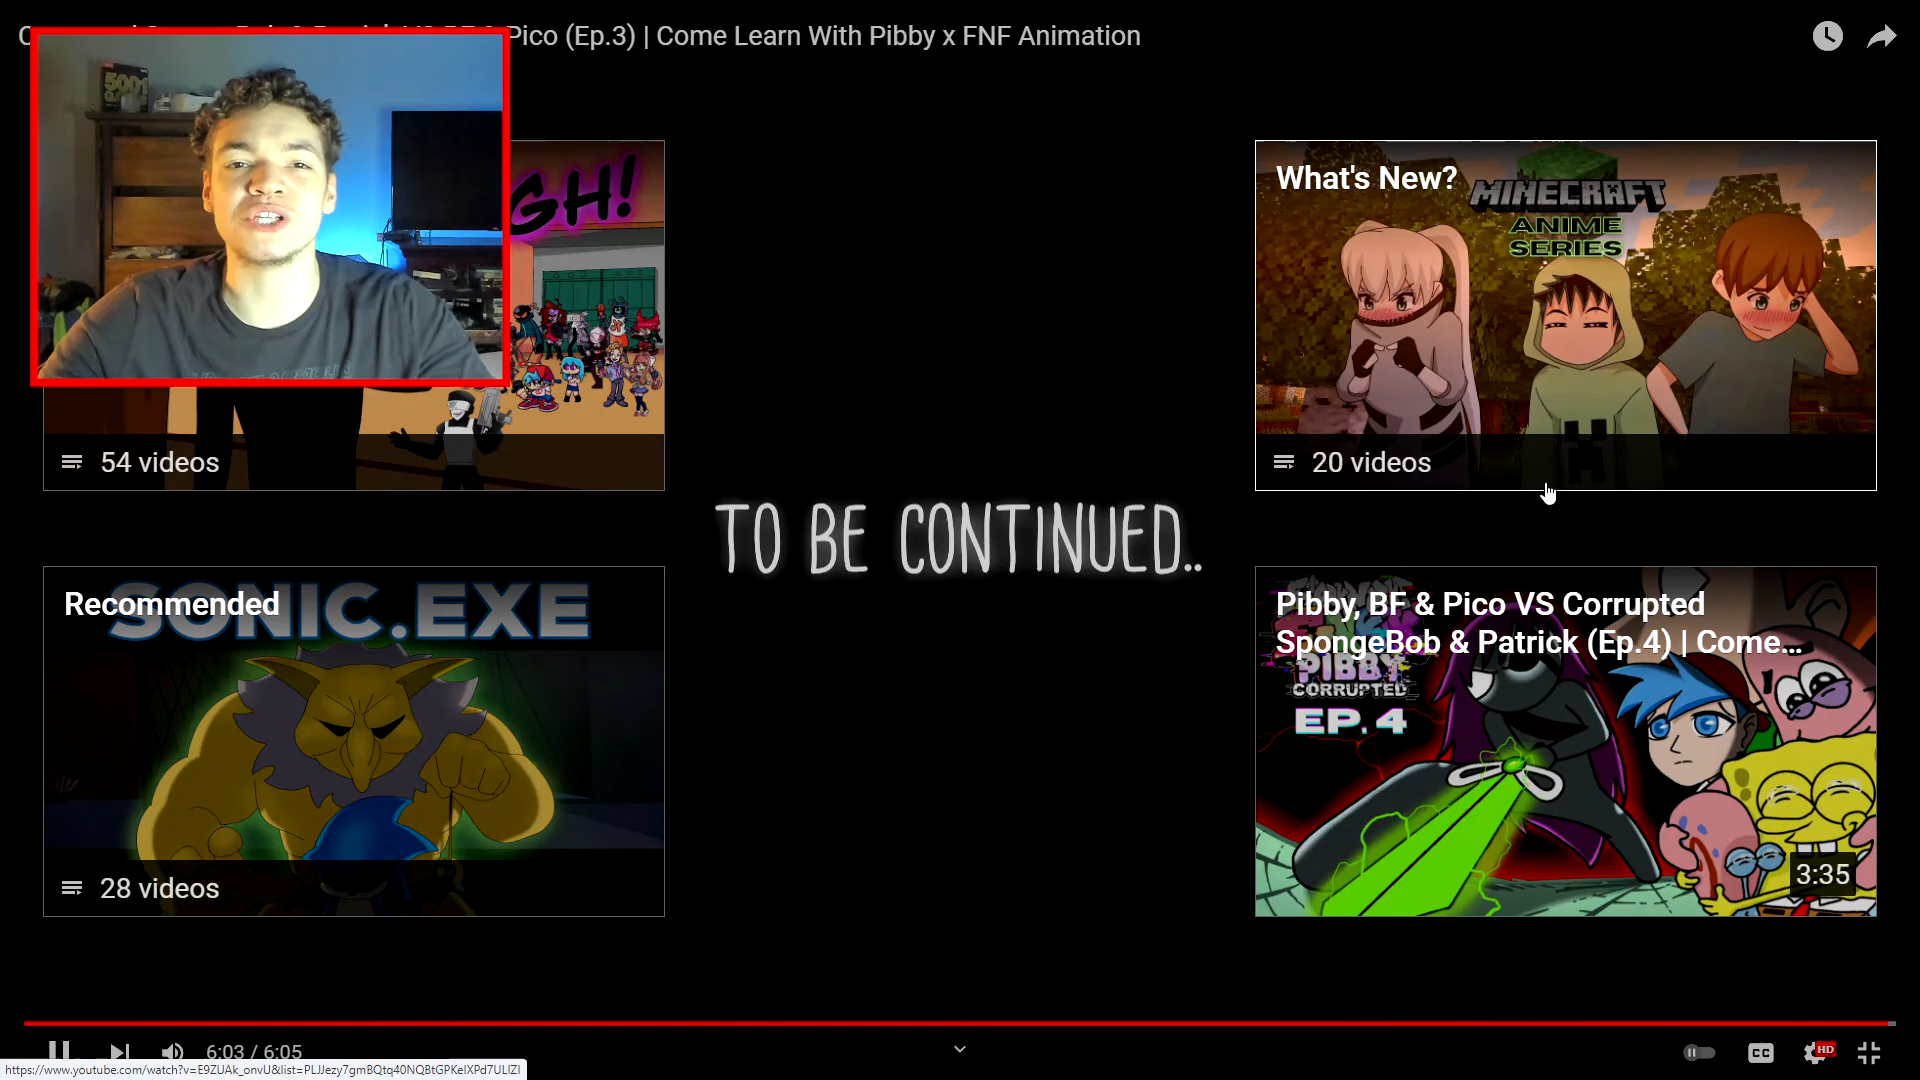 Pico (Ep.3) | Come Learn With Pibby x FNF Animation
5001
GH!
What's New?
MINECRAFT
ANIME
SERIES
54 videos
20 videos
TO BE CONTINUED..
Recommended
SONIC.EXE
Pibby, BF & Pico VS Corrupted
SpongeBob & Patrick (Ep.4) | Come...
PIBBY
CORRUPTED
EP.4
28 videos
3:35
6:03 / 6:05
CC
HD